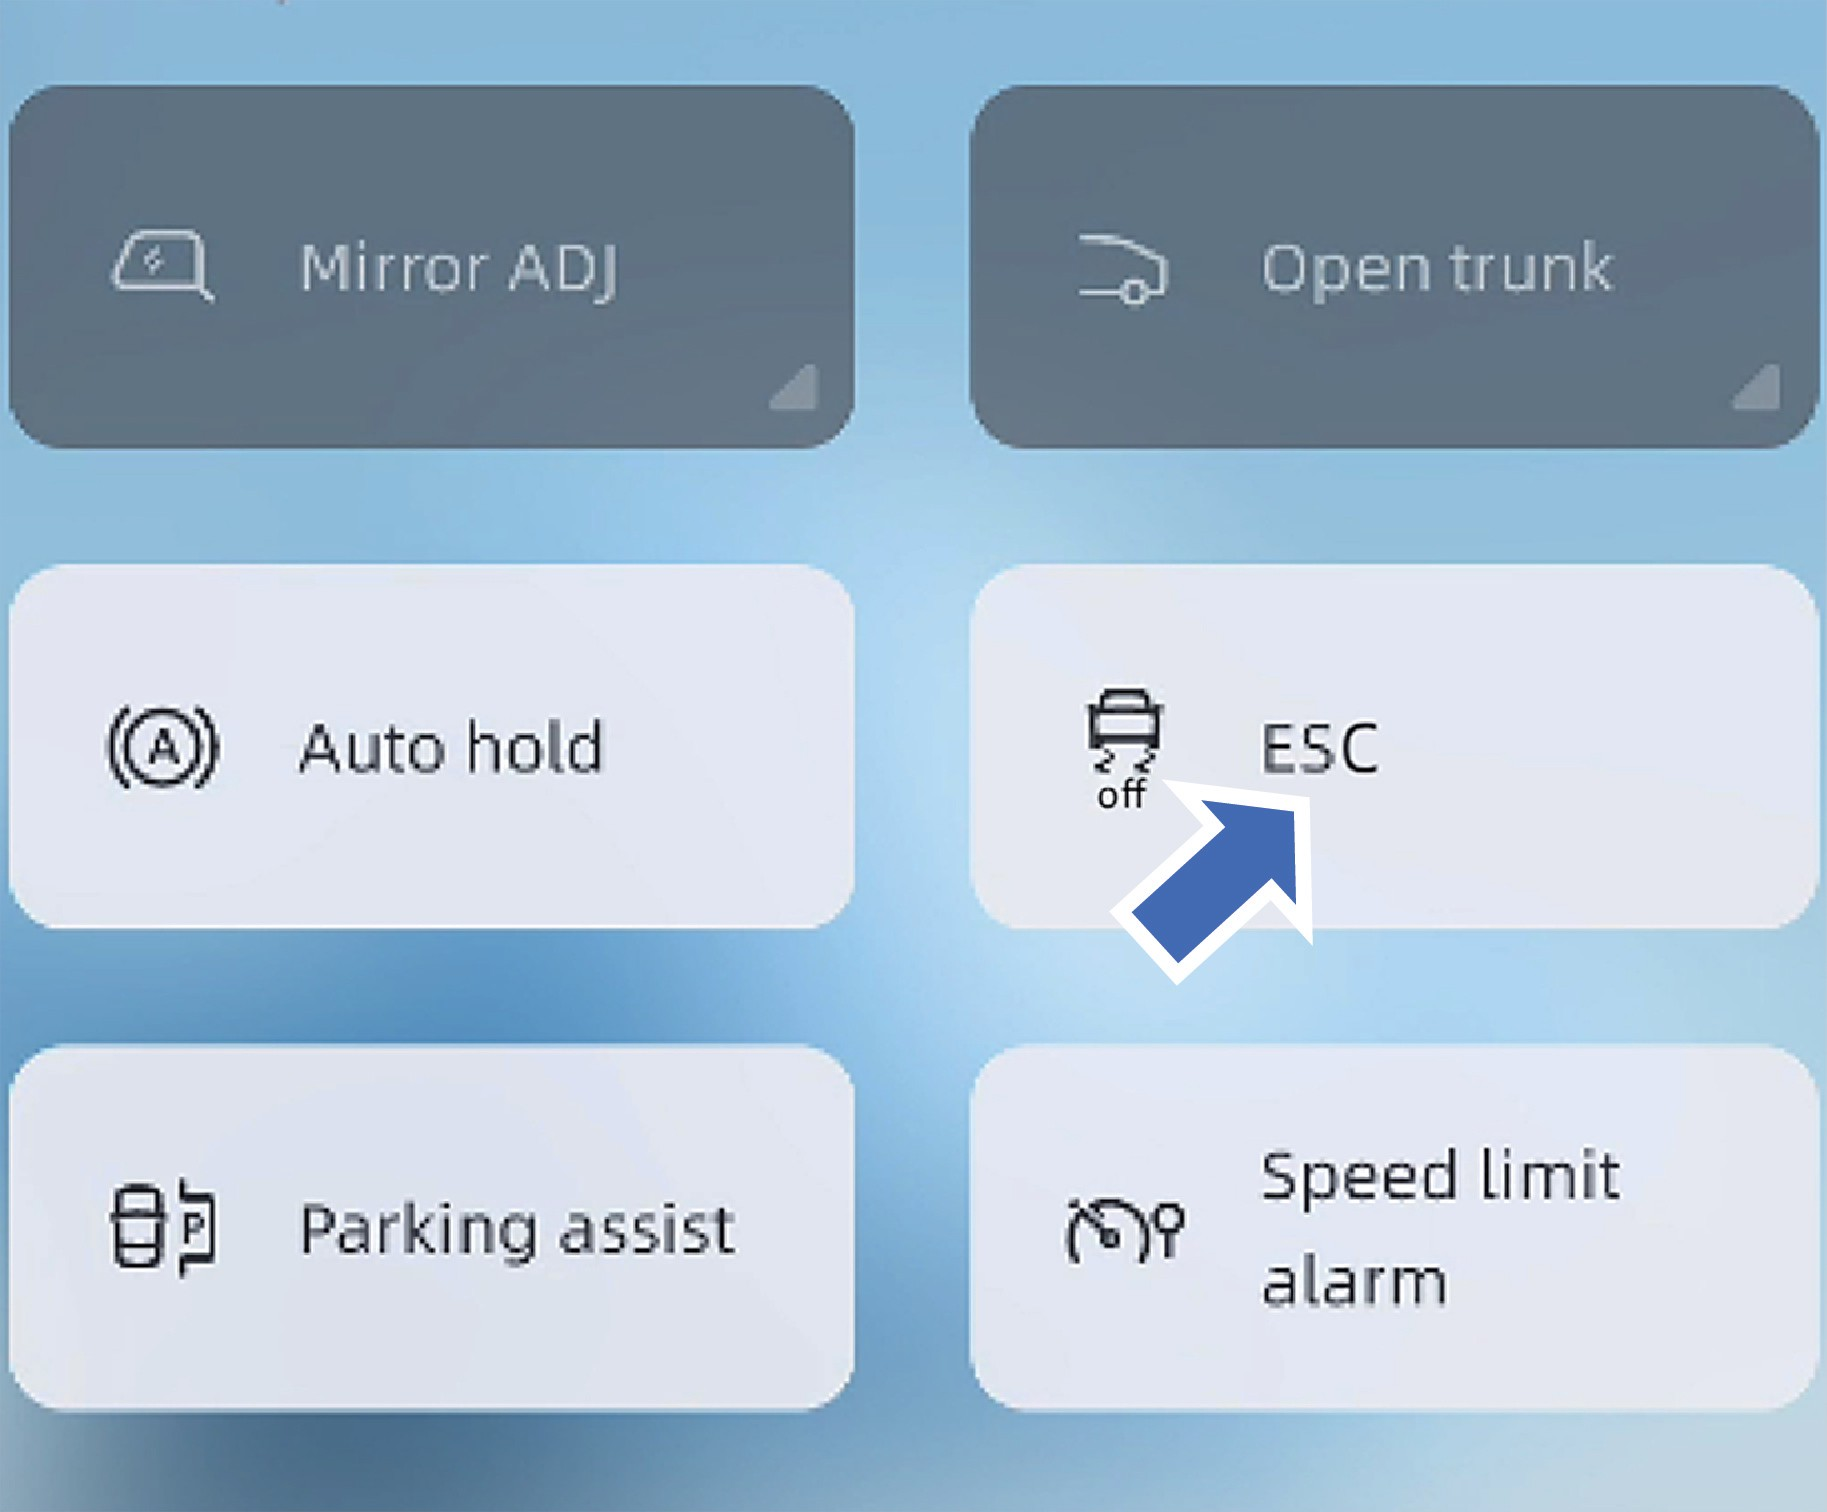 Mirror ADJ
Open trunk
A
Auto hold
off
ESC
P
Parking assist
Speed limit
alarm